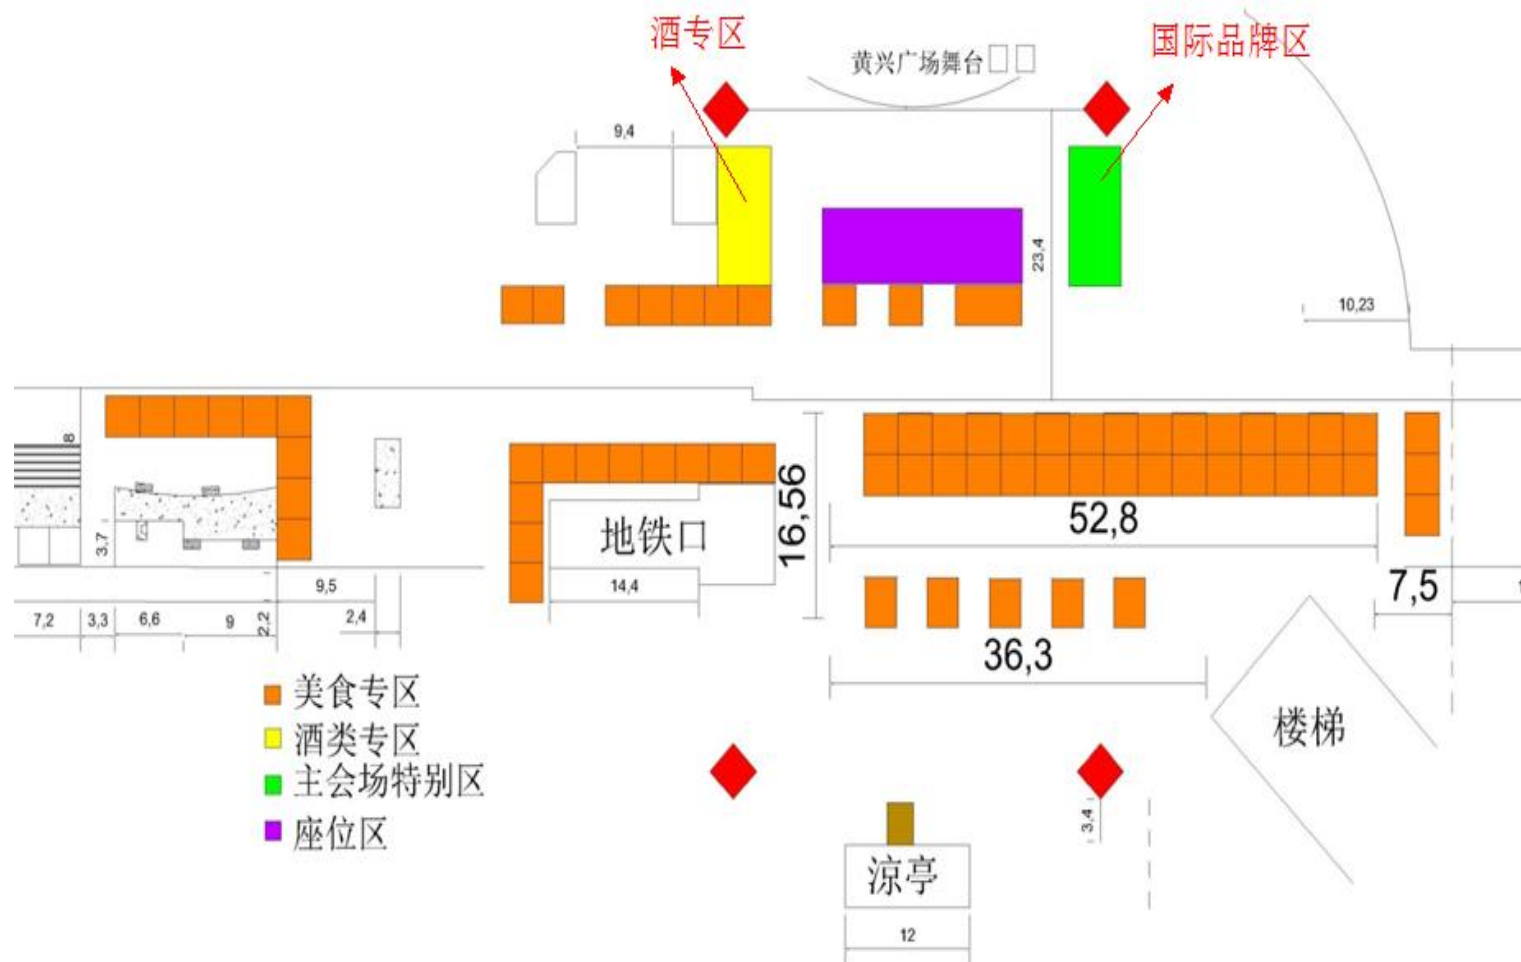 酒专区
国际品牌区
黄兴广场舞台
9,4
23,4
10,23
8
3,7
地铁口
16,56
52,8
14,4
9,5
2,4
7,2
3,3
6,6
9
2,2
7,5
1
36,3
美食专区
酒类专区
主会场特别区
座位区
楼梯
3,4
凉亭
12